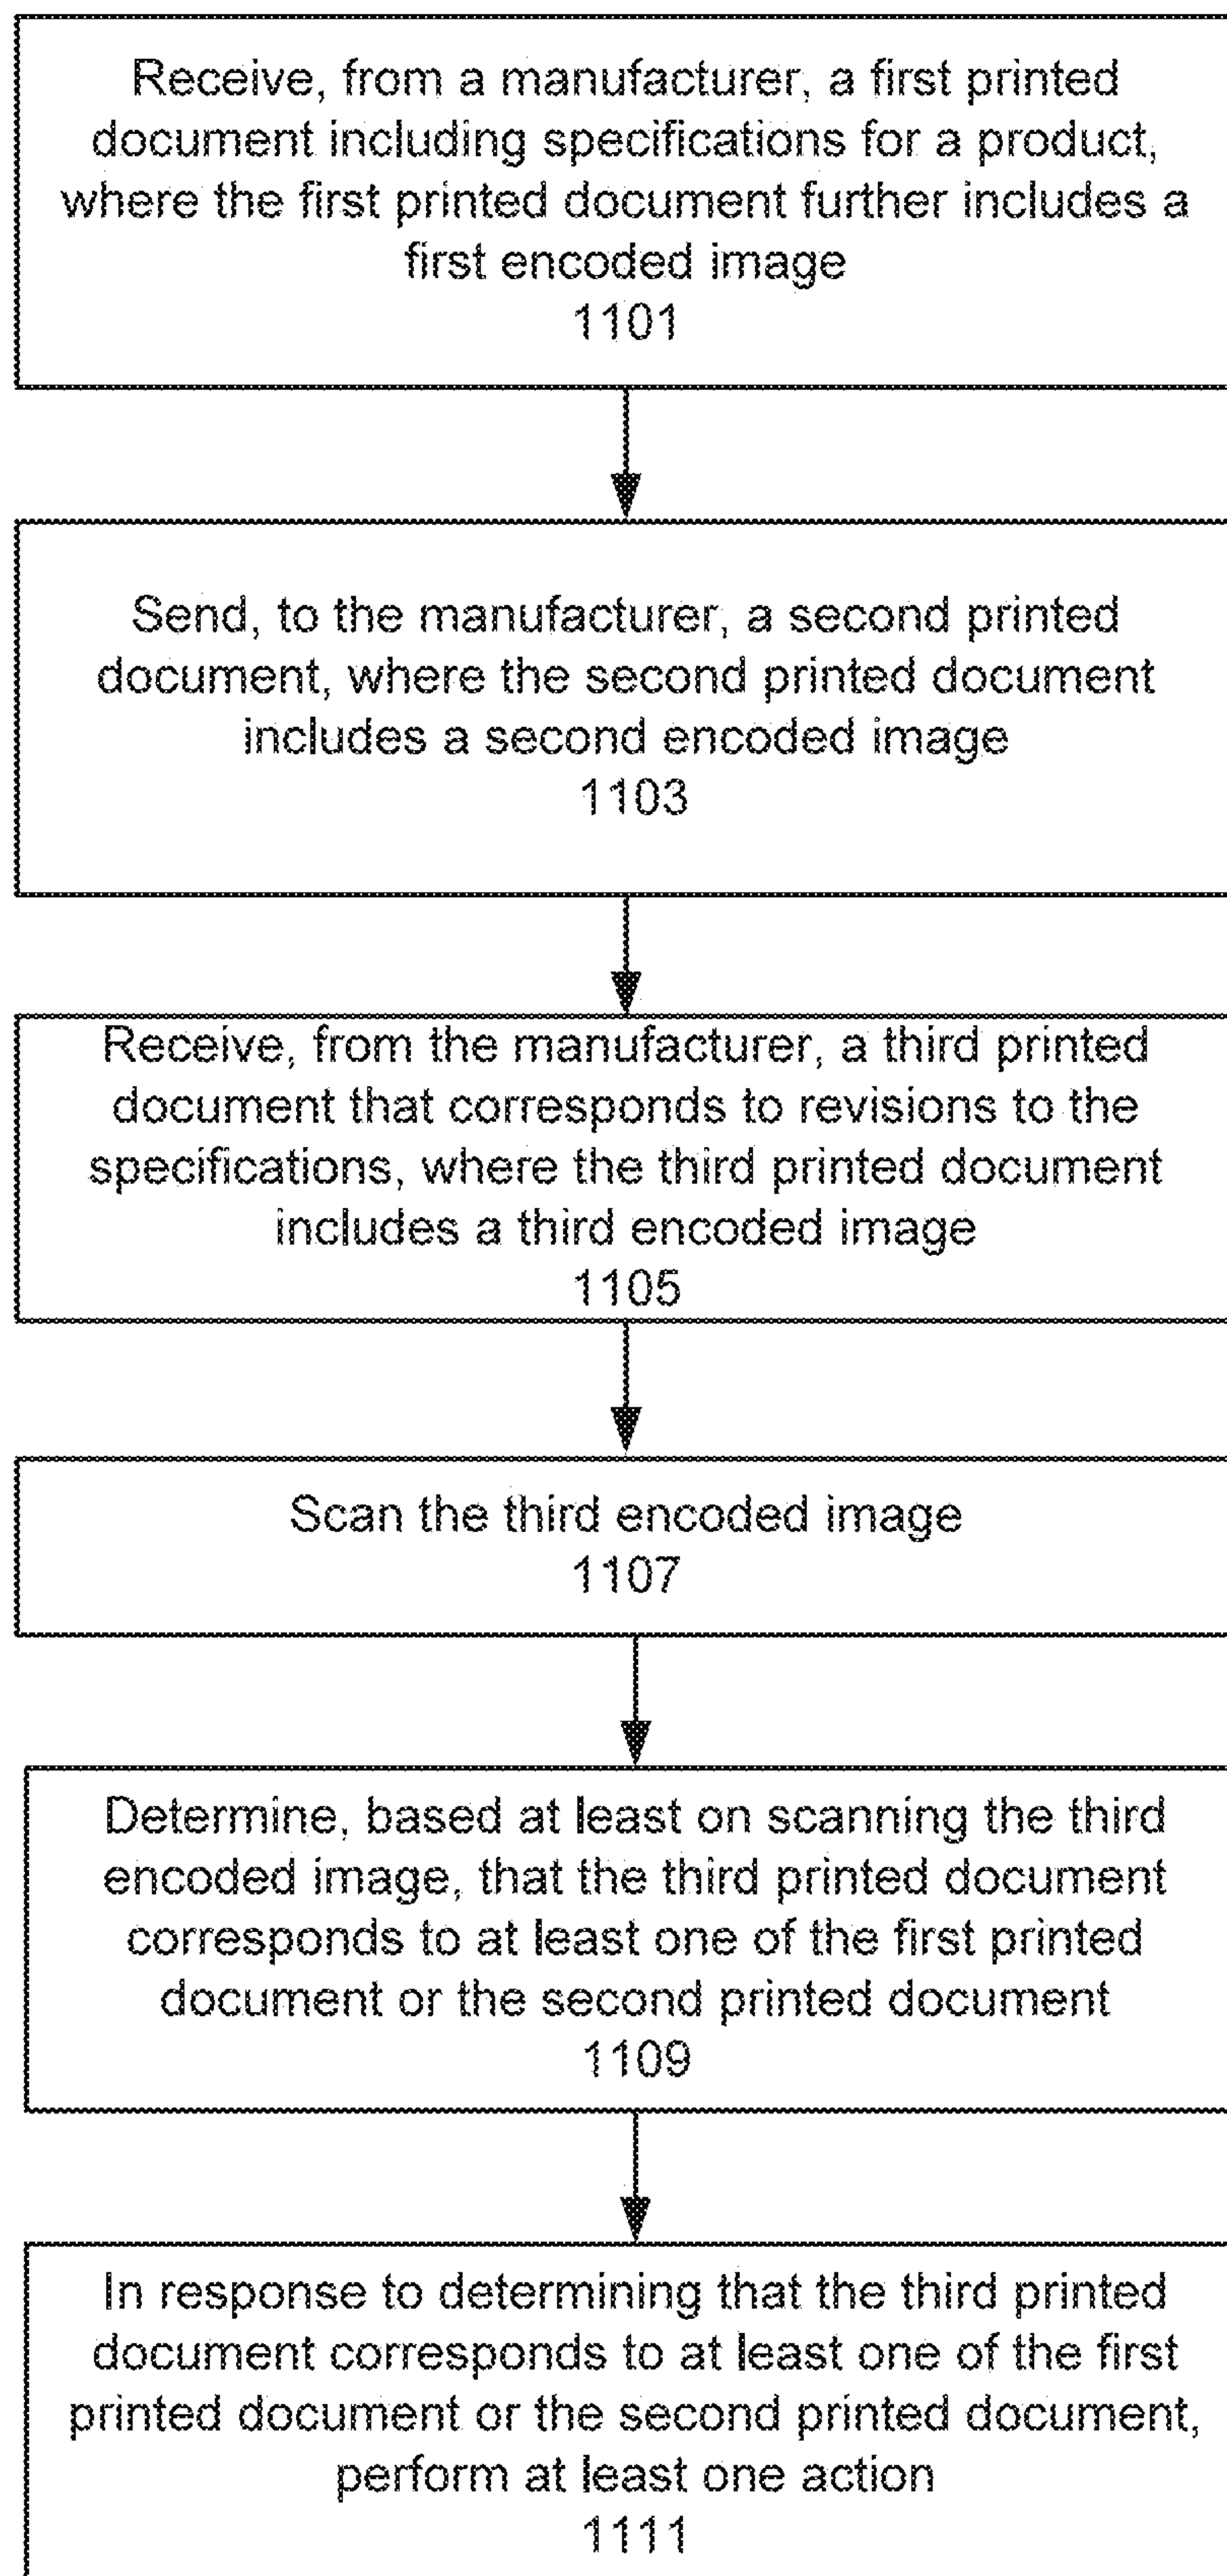 Receive, from a manufacturer, a first printed
document including specifications for a product,
where the first printed document further includes a
first encoded image
1101
Send, to the manufacturer, a second printed
document, where the second printed document
includes a second encoded image
1103
Receive, from the manufacturer, a third printed
document that corresponds to revisions to the
specifications, where the third printed document
includes a third encoded image
1105
Scan the third encoded image
1107
Determine, based at least on scanning the third
encoded image, that the third printed document
corresponds to at least one of the first printed
document or the second printed document
1109
In response to determining that the third printed
document corresponds to at least one of the first
printed document or the second printed document,
perform at least one action
1111